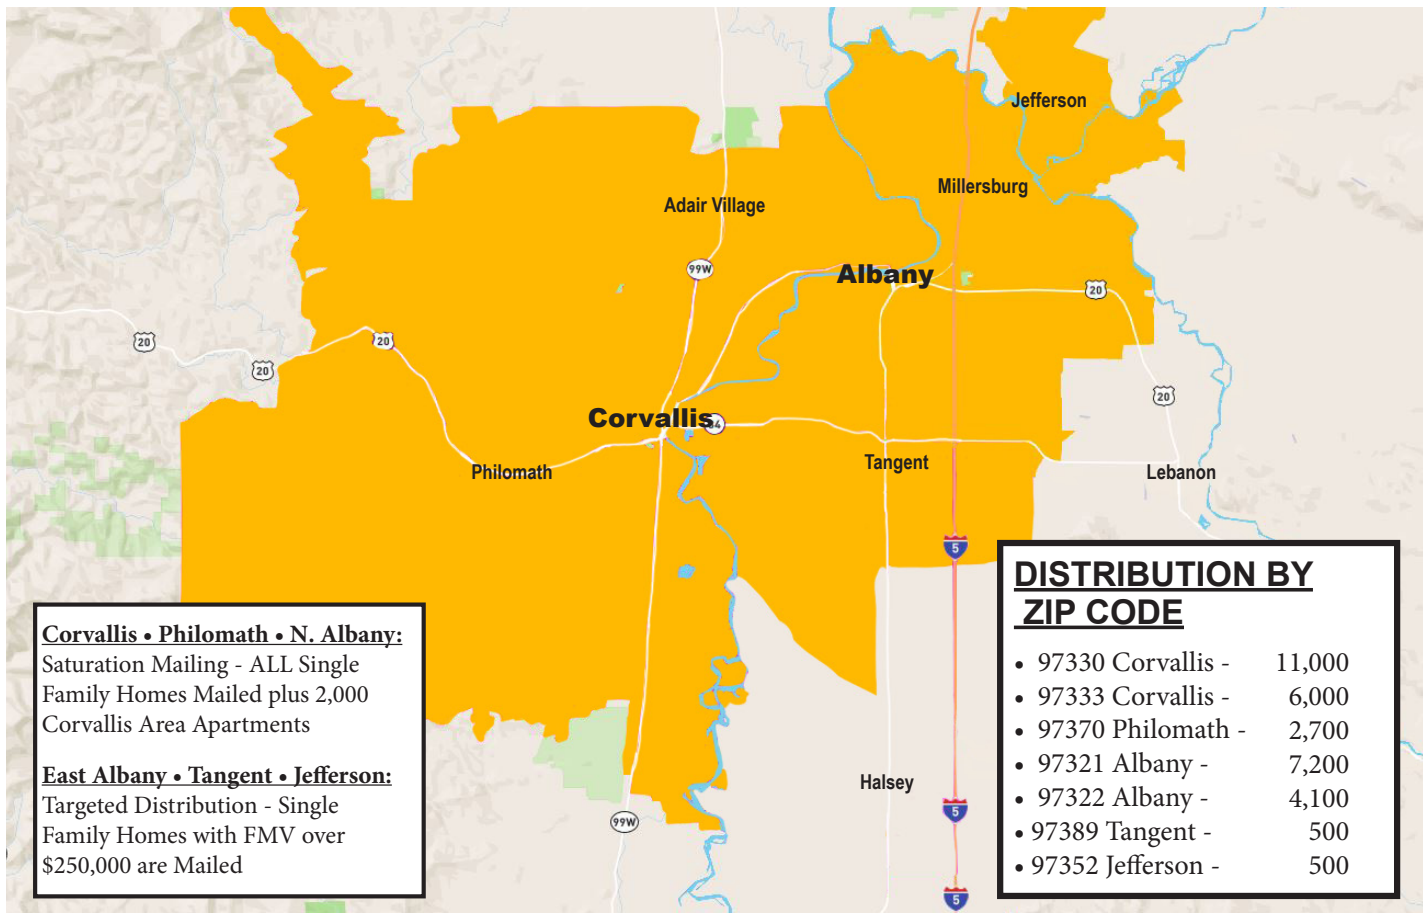 Jefferson
Millersburg
Adair Village
99W
Albany
20
20
20
20
20
Corvallis
34
Philomath
Tangent
Lebanon
5
Halsey
5
99W
5
Corvallis • Philomath • N. Albany:
Saturation Mailing - ALL Single
Family Homes Mailed plus 2,000
Corvallis Area Apartments
East Albany • Tangent • Jefferson:
Targeted Distribution - Single
Family Homes with FMV over
$250,000 are Mailed
DISTRIBUTION BY
ZIP CODE
• 97330 Corvallis - 11,000
• 97333 Corvallis - 6,000
• 97370 Philomath - 2,700
• 97321 Albany - 7,200
• 97322 Albany - 4,100
• 97389 Tangent - 500
• 97352 Jefferson - 500